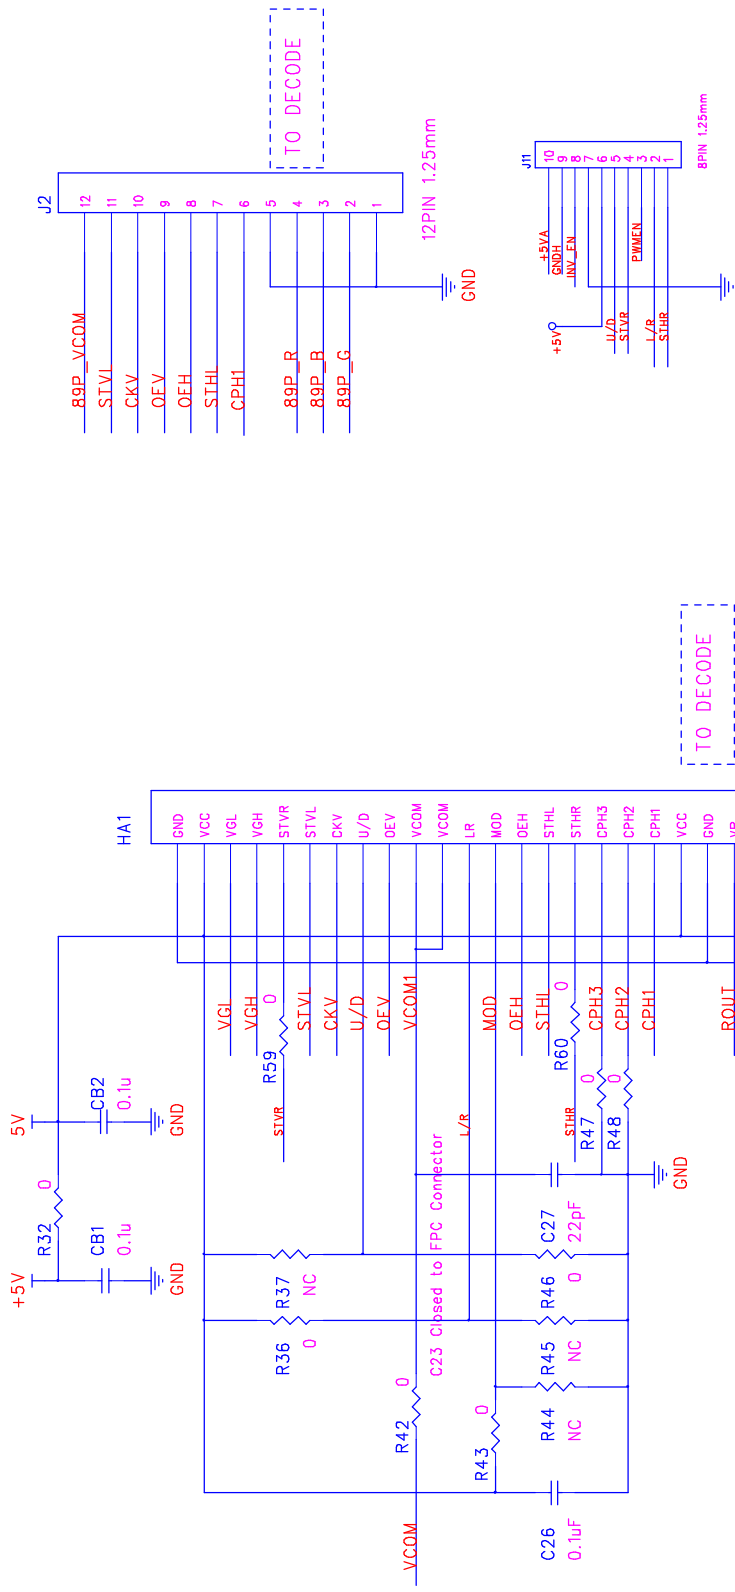 J2
12
11
10
9
8
7
6
5
4
3
2
1
89P_VCOM
STVL
CKV
OEV
OEH
STHL
CPH1
89P_R
89P_B
89P_G
GND
12PIN 1.25mm
TO DECODE
J11
10
9
8
7
6
5
4
3
2
1
+5VA
GNDH
INV_EN
+5V
U/D
STVR
PWMEN
L/R
STHR
8PIN 1.25mm
TO DECODE
HA1
GND
VCC
VGL
VGH
STVR
STVL
CKV
U/D
OEV
VCOM
VCOM
LR
MOD
OEH
STHL
STHR
CPH3
CPH2
CPH1
VCC
GND
VR
VGL
VGH
R59 0
STVR
STVL
CKV
U/D
OEV
VCOM1
L/R
MOD
OEH
STHL
R60 0
STHR
CPH3
CPH2
CPH1
ROUT
R47 0
R48 0
5V
CB2
0.1u
GND
R32 0
+5V
CB1
0.1u
GND
R37
NC
R36
0
C23 Closed to FPC Connector
C27
22pF
GND
R46
0
R45
NC
R44
NC
R42 0
R43 0
VCOM
C26
0.1uF